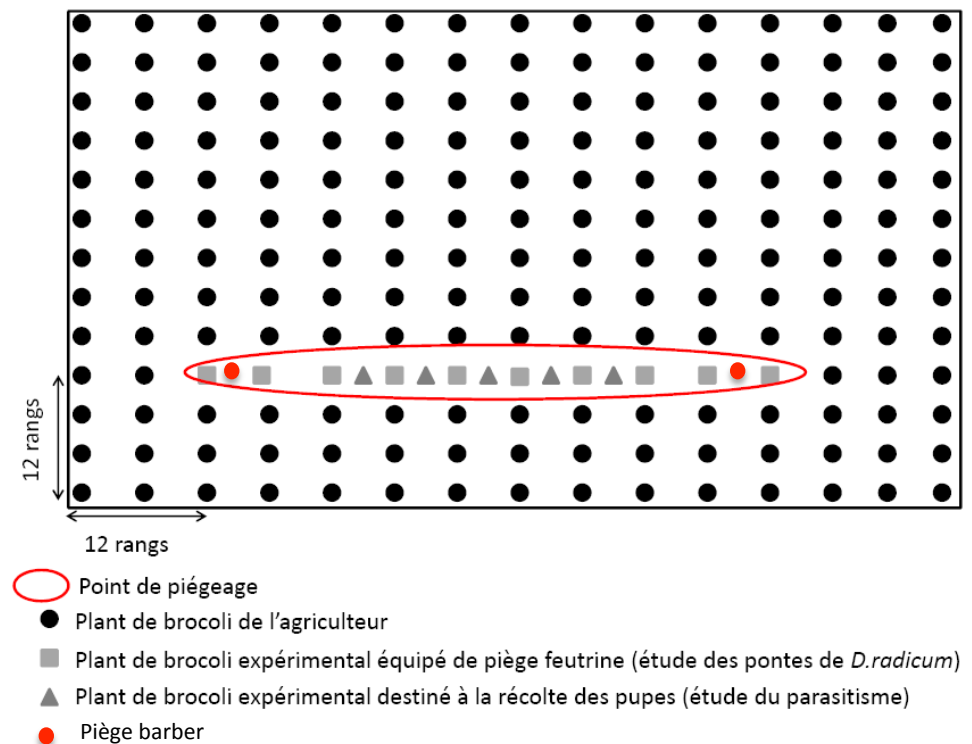 12 rangs
12 rangs
Point de piégeage
Plant de brocoli de l’agriculteur
Plant de brocoli expérimental équipé de piège feutrine (étude des pontes de D.radicum)
Plant de brocoli expérimental destiné à la récolte des pupes (étude du parasitisme)
Piège barber